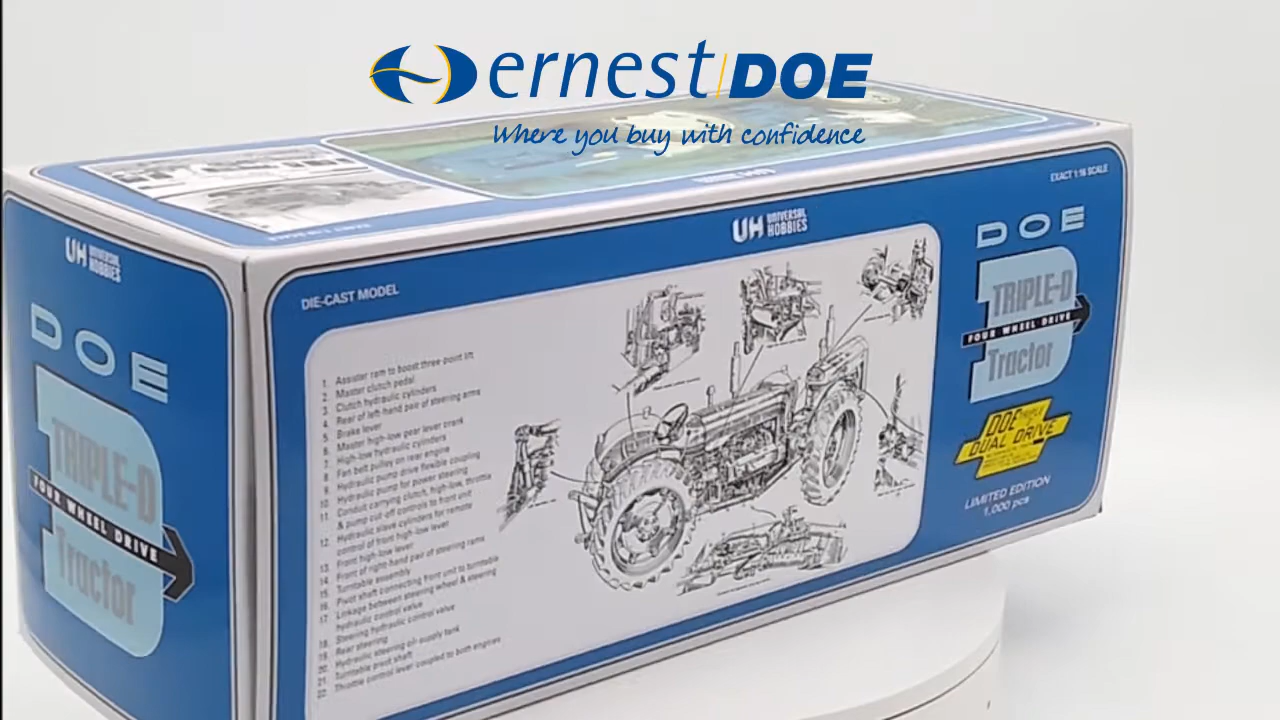 ernest DOE
Where you buy with confidence
EXACT 1:16 SCALE
UH UNIVERSAL HOBBIES
DOE
TRIPLE-D
FOUR WHEEL DRIVE
Tractor
UH UNIVERSAL HOBBIES
DIE-CAST MODEL
1. Assister ram to boost three-point lift
2. Master clutch pedal
3. Clutch hydraulic cylinders
4. Rear of left-hand pair of steering arms
5. Brake lever
6. Master high-low gear lever crank
7. High-low hydraulic cylinders
8. Fan belt pulley on rear engine
9. Hydraulic pump drive flexible coupling
10. Hydraulic pump for power steering
11. Conduit carrying clutch, high-low, throttle
& pump cut-off controls to front unit
12. Hydraulic slave cylinders for remote
control of front high-low lever
13. Front high-low lever
14. Front of right-hand pair of steering rams
15. Turntable assembly
16. Pivot shaft connecting front unit to turntable
17. Linkage between steering wheel & steering
hydraulic control valve
18. Steering hydraulic control valve
19. Rear steering
20. Hydraulic steering oil-supply tank
21. Turntable pivot shaft
22. Throttle control lever coupled to both engines
DOE
TRIPLE-D
FOUR WHEEL DRIVE
Tractor
DOE TRIPLE
DUAL DRIVE
LIMITED EDITION
1,000 pcs